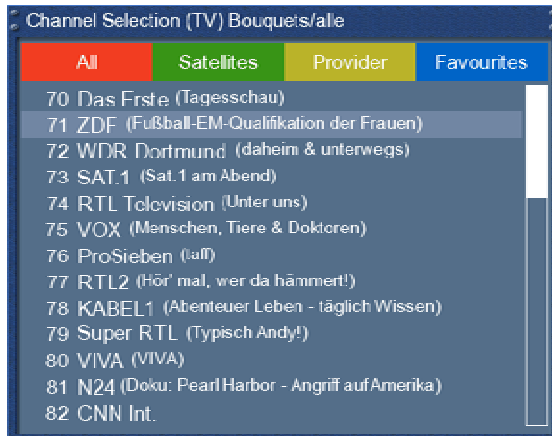 Channel Selection (TV) Bouquets/alle
All Satellites Provider Favourites
70 Das Erste (Tagesschau)
71 ZDF (Fußball-EM-Qualifikation der Frauen)
72 WDR Dortmund (daheim & unterwegs)
73 SAT.1 (Sat.1 am Abend)
74 RTL Television (Unter uns)
75 VOX (Menschen, Tiere & Doktoren)
76 ProSieben (taff)
77 RTL2 (Hör' mal, wer da hämmert!)
78 KABEL1 (Abenteuer Leben - täglich Wissen)
79 Super RTL (Typisch Andy!)
80 VIVA (VIVA)
81 N24 (Doku: Pearl Harbor - Angriff auf Amerika)
82 CNN Int.